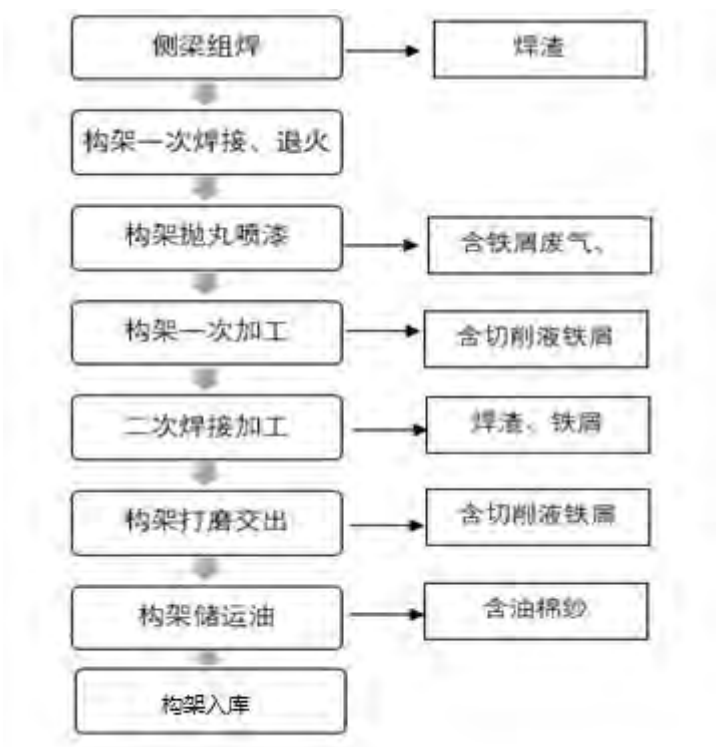 侧梁组焊
焊渣
构架一次焊接、退火
构架抛丸喷漆
含铁屑废气、
构架一次加工
含切削液铁屑
二次焊接加工
焊渣、铁屑
构架打磨交出
含切削液铁屑
构架储运油
含油棉纱
构架入库